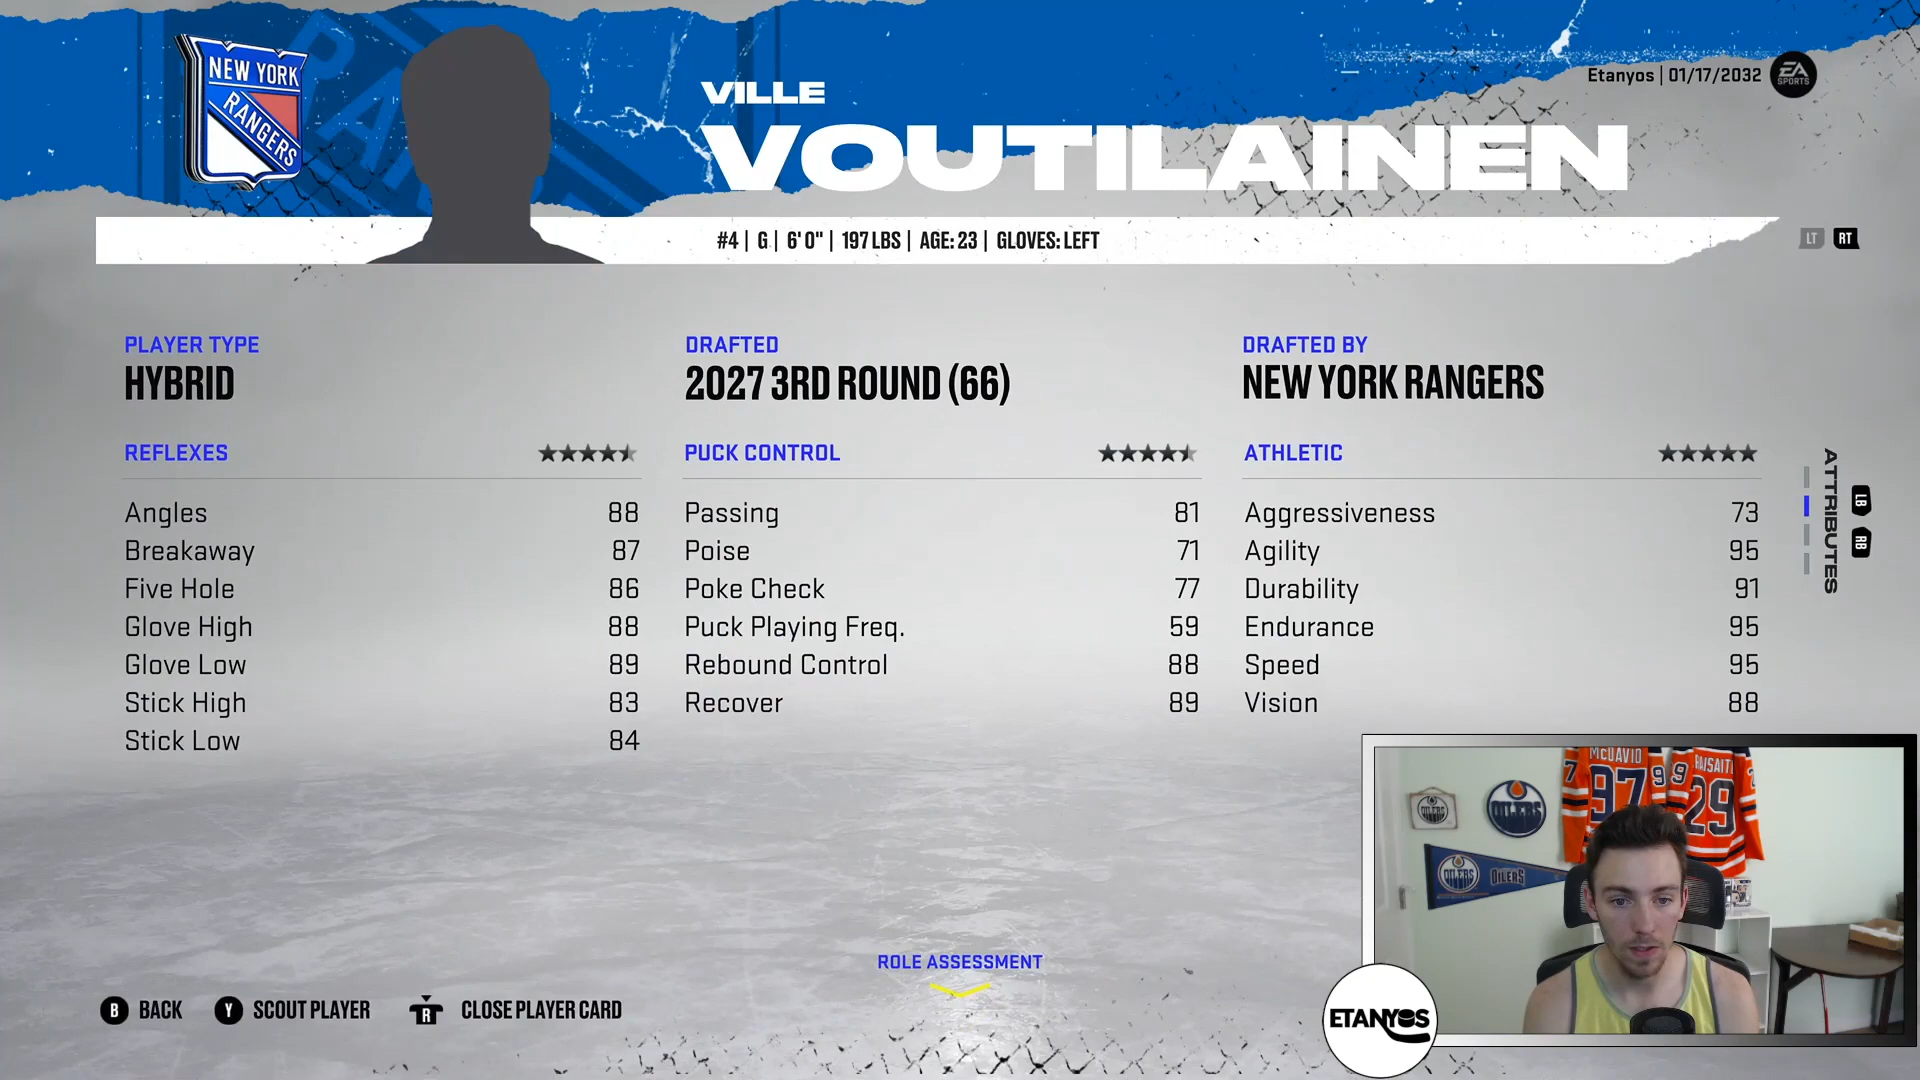 NEW YORK
RANGERS
VILLE
VOUTILAINEN
Etanyos | 01/17/2032
EA
SPORTS
#4 | G | 6' 0" | 197 LBS | AGE: 23 | GLOVES: LEFT
LT RT
PLAYER TYPE
HYBRID
DRAFTED
2027 3RD ROUND (66)
DRAFTED BY
NEW YORK RANGERS
REFLEXES
Angles 88
Breakaway 87
Five Hole 86
Glove High 88
Glove Low 89
Stick High 83
Stick Low 84
PUCK CONTROL
Passing 81
Poise 71
Poke Check 77
Puck Playing Freq. 59
Rebound Control 88
Recover 89
ATHLETIC
Aggressiveness 73
Agility 95
Durability 91
Endurance 95
Speed 95
Vision 88
ATTRIBUTES
LB
RB
MCDAVID
97
29
OILERS
OILERS
OILERS
ROLE ASSESSMENT
B BACK
Y SCOUT PLAYER
R CLOSE PLAYER CARD
ETANYOS